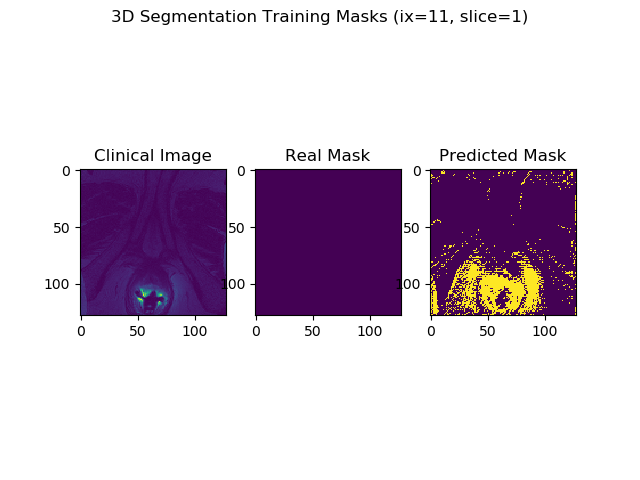 3D Segmentation Training Masks (ix=11, slice=1)
Clinical Image Real Mask Predicted Mask
0 0 0
50 50 50
100 100 100
0 50 100 0 50 100 0 50 100